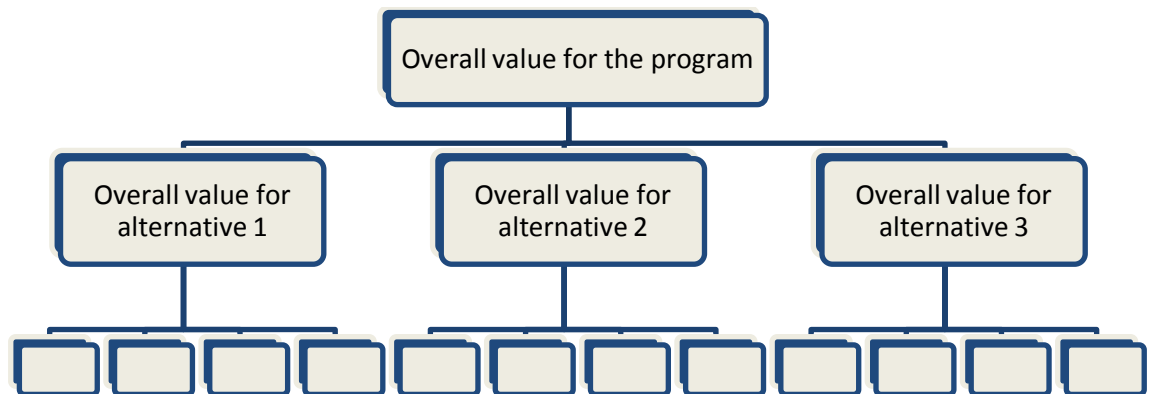 Overall value for the program
Overall value for
alternative 1
Overall value for
alternative 2
Overall value for
alternative 3